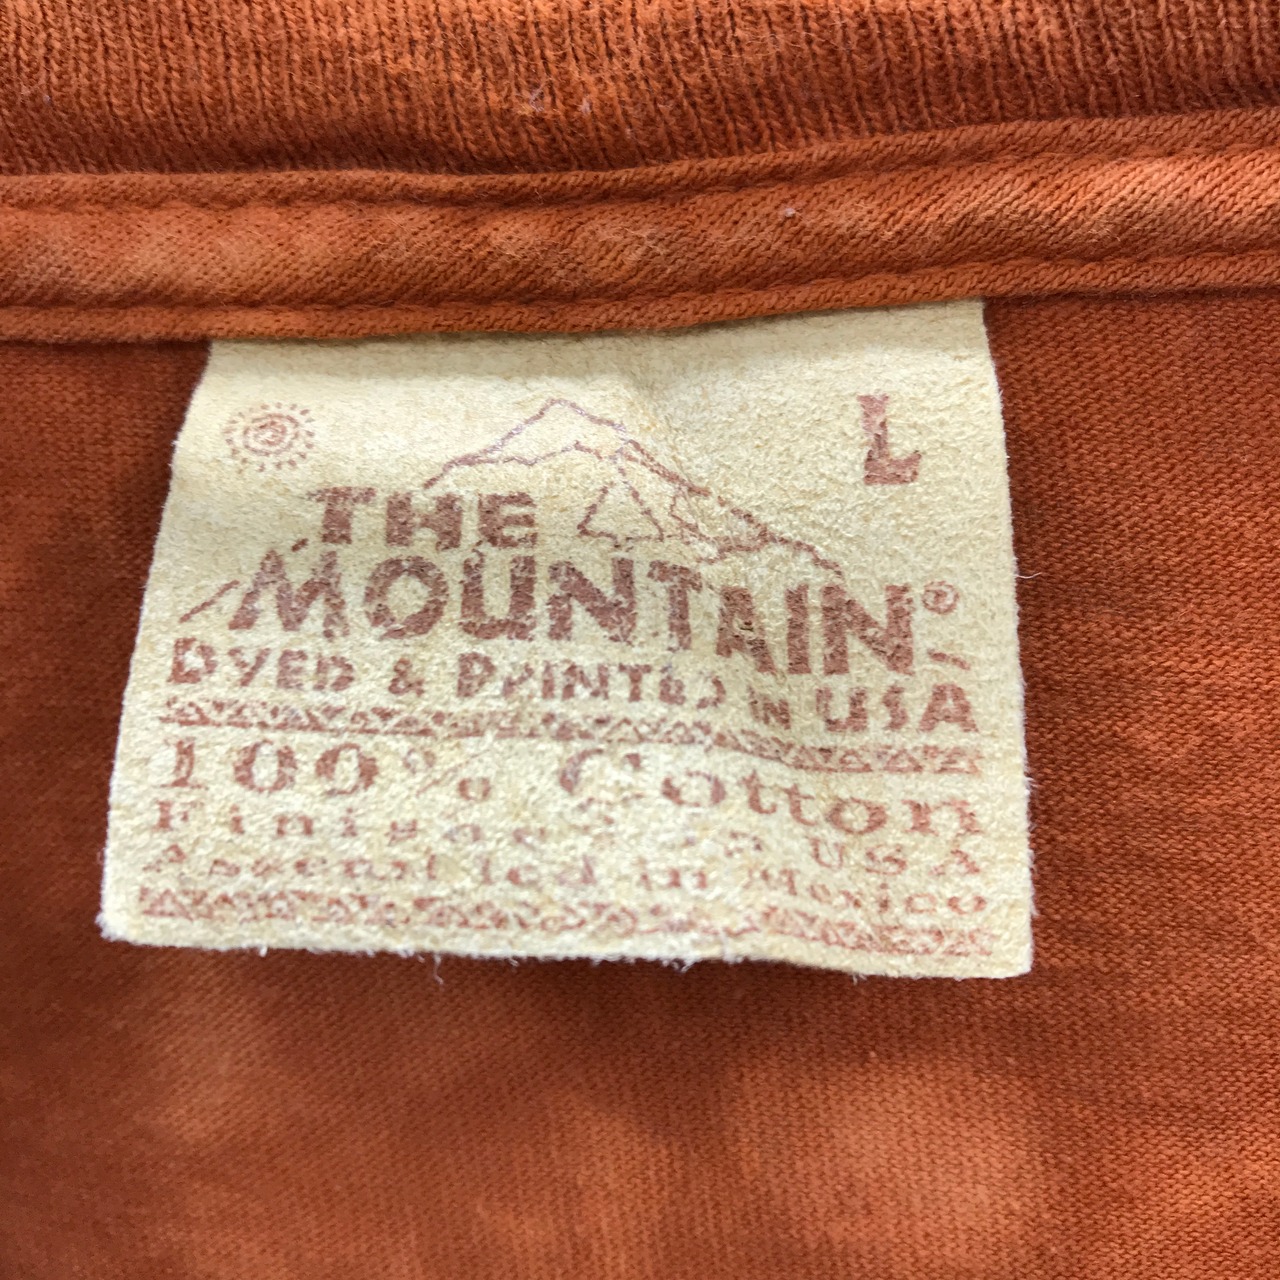 L
THE
MOUNTAIN®
DYED & PRINTED IN USA
100% Cotton
Finished in USA
Assembled in Mexico